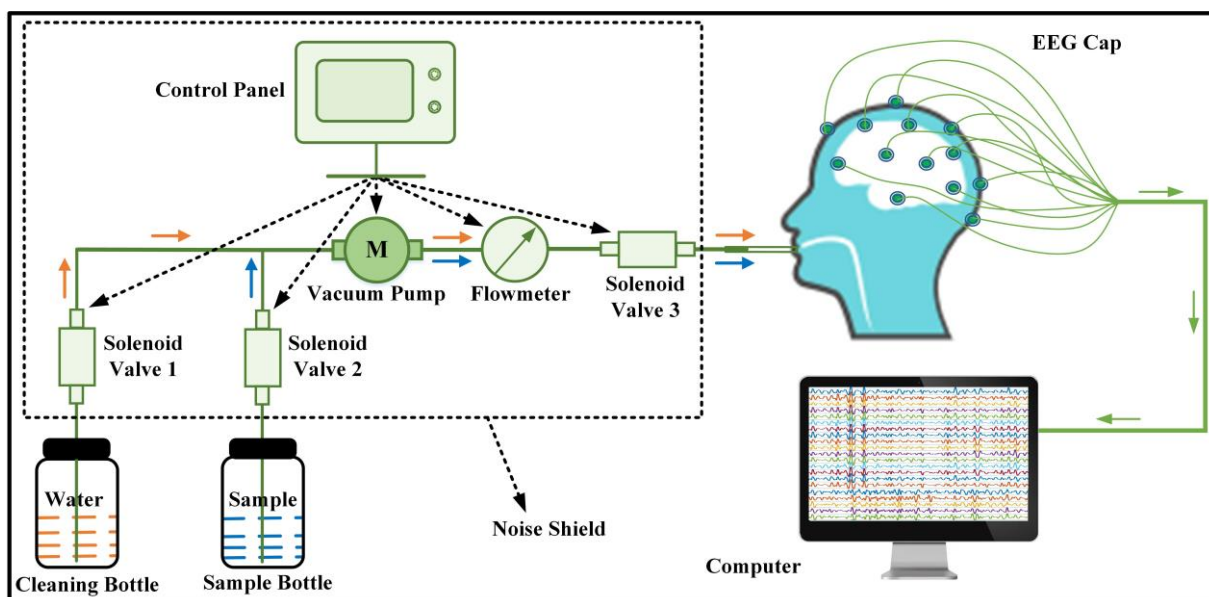 EEG Cap
Control Panel
M
Vacuum Pump
Flowmeter
Solenoid
Valve 3
Solenoid
Valve 1
Solenoid
Valve 2
Water
Sample
Noise Shield
Cleaning Bottle
Sample Bottle
Computer